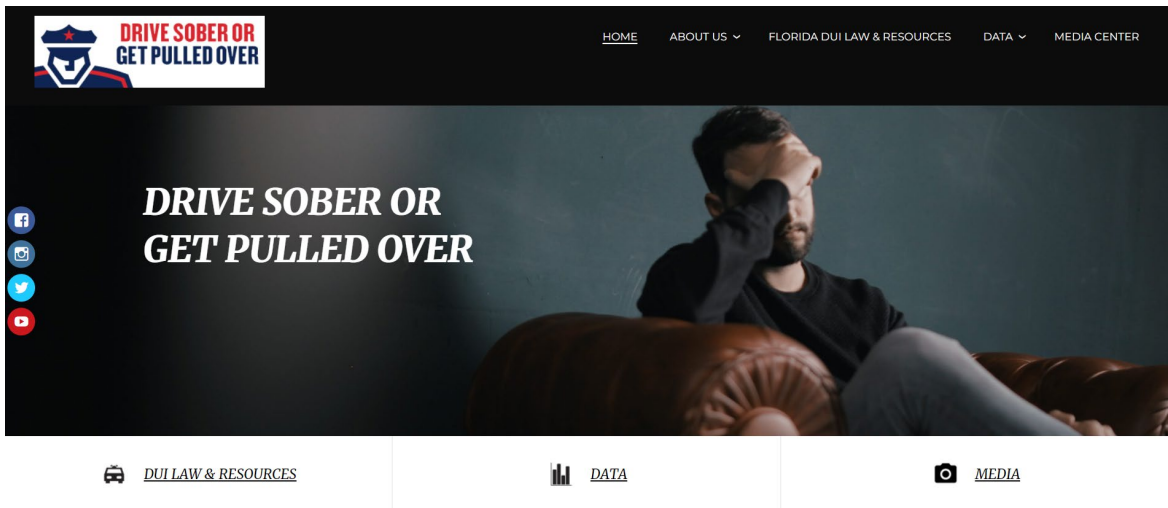 DRIVE SOBER OR
GET PULLED OVER
HOME ABOUT US FLORIDA DUI LAW & RESOURCES DATA MEDIA CENTER
DRIVE SOBER OR
GET PULLED OVER
DUI LAW & RESOURCES DATA MEDIA